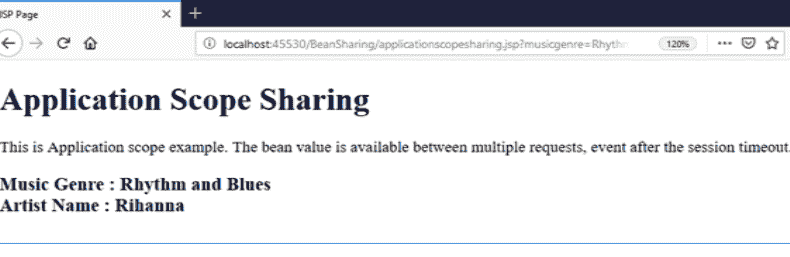 JSP Page
localhost:45530/BeanSharing/applicationscopesharing.jsp?musicgenre=Rhythm
120%
Application Scope Sharing
This is Application scope example. The bean value is available between multiple requests, event after the session timeout.
Music Genre : Rhythm and Blues
Artist Name : Rihanna